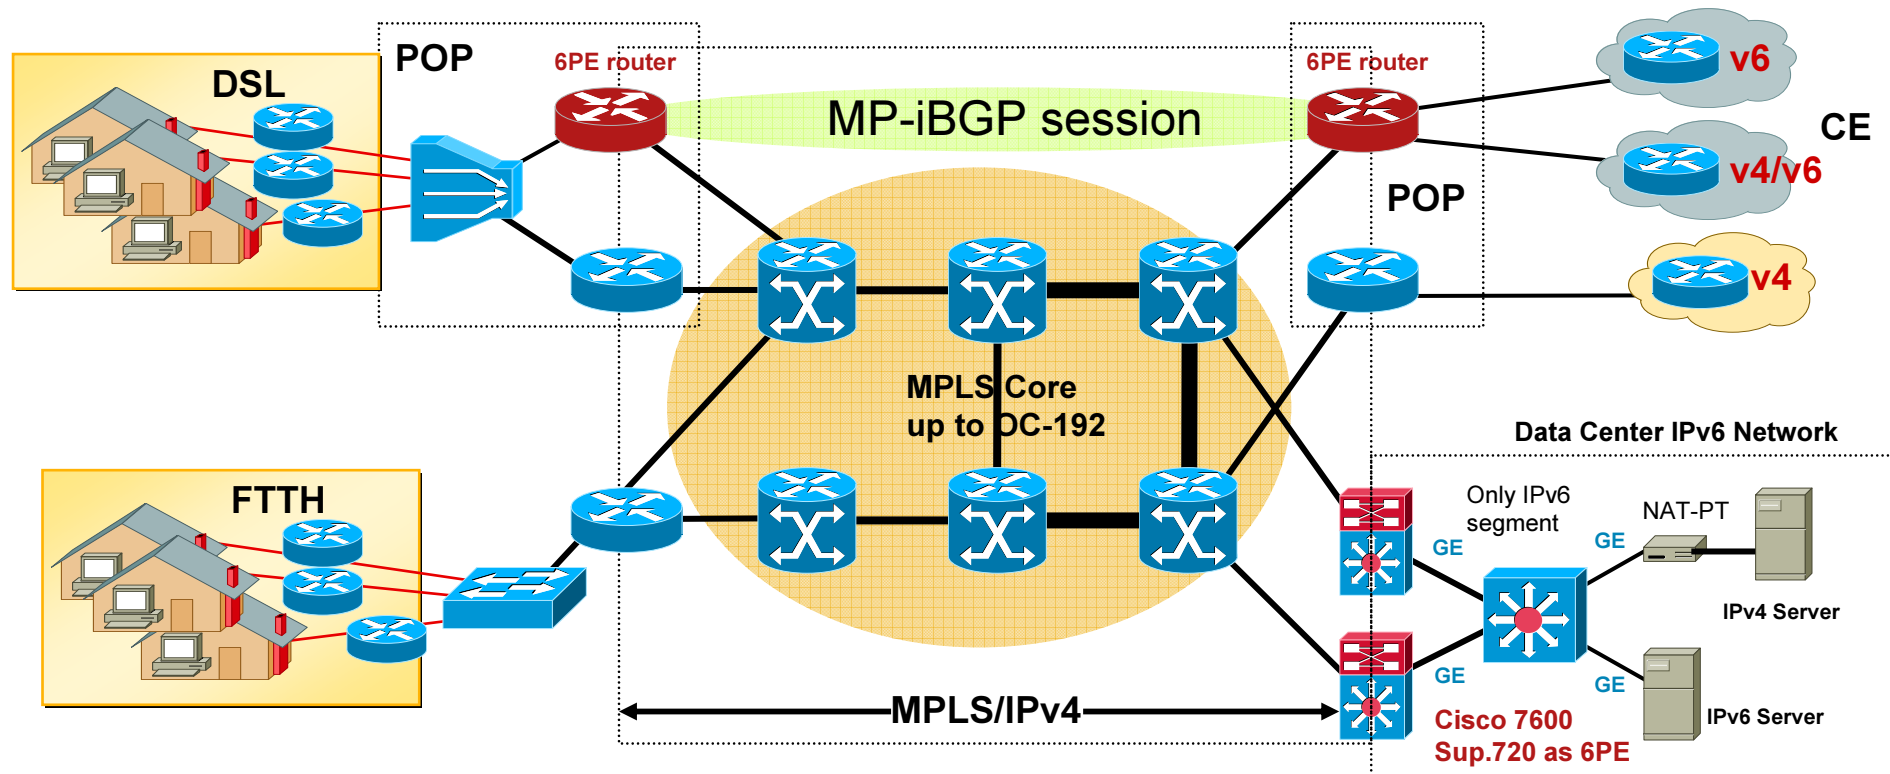 POP
6PE router
6PE router
v6
DSL
MP-iBGP session
CE
v4/v6
POP
v4
MPLS Core
up to OC-192
Data Center IPv6 Network
FTTH
Only IPv6
segment
NAT-PT
GE
GE
IPv4 Server
GE
GE
MPLS/IPv4
IPv6 Server
Cisco 7600
Sup.720 as 6PE